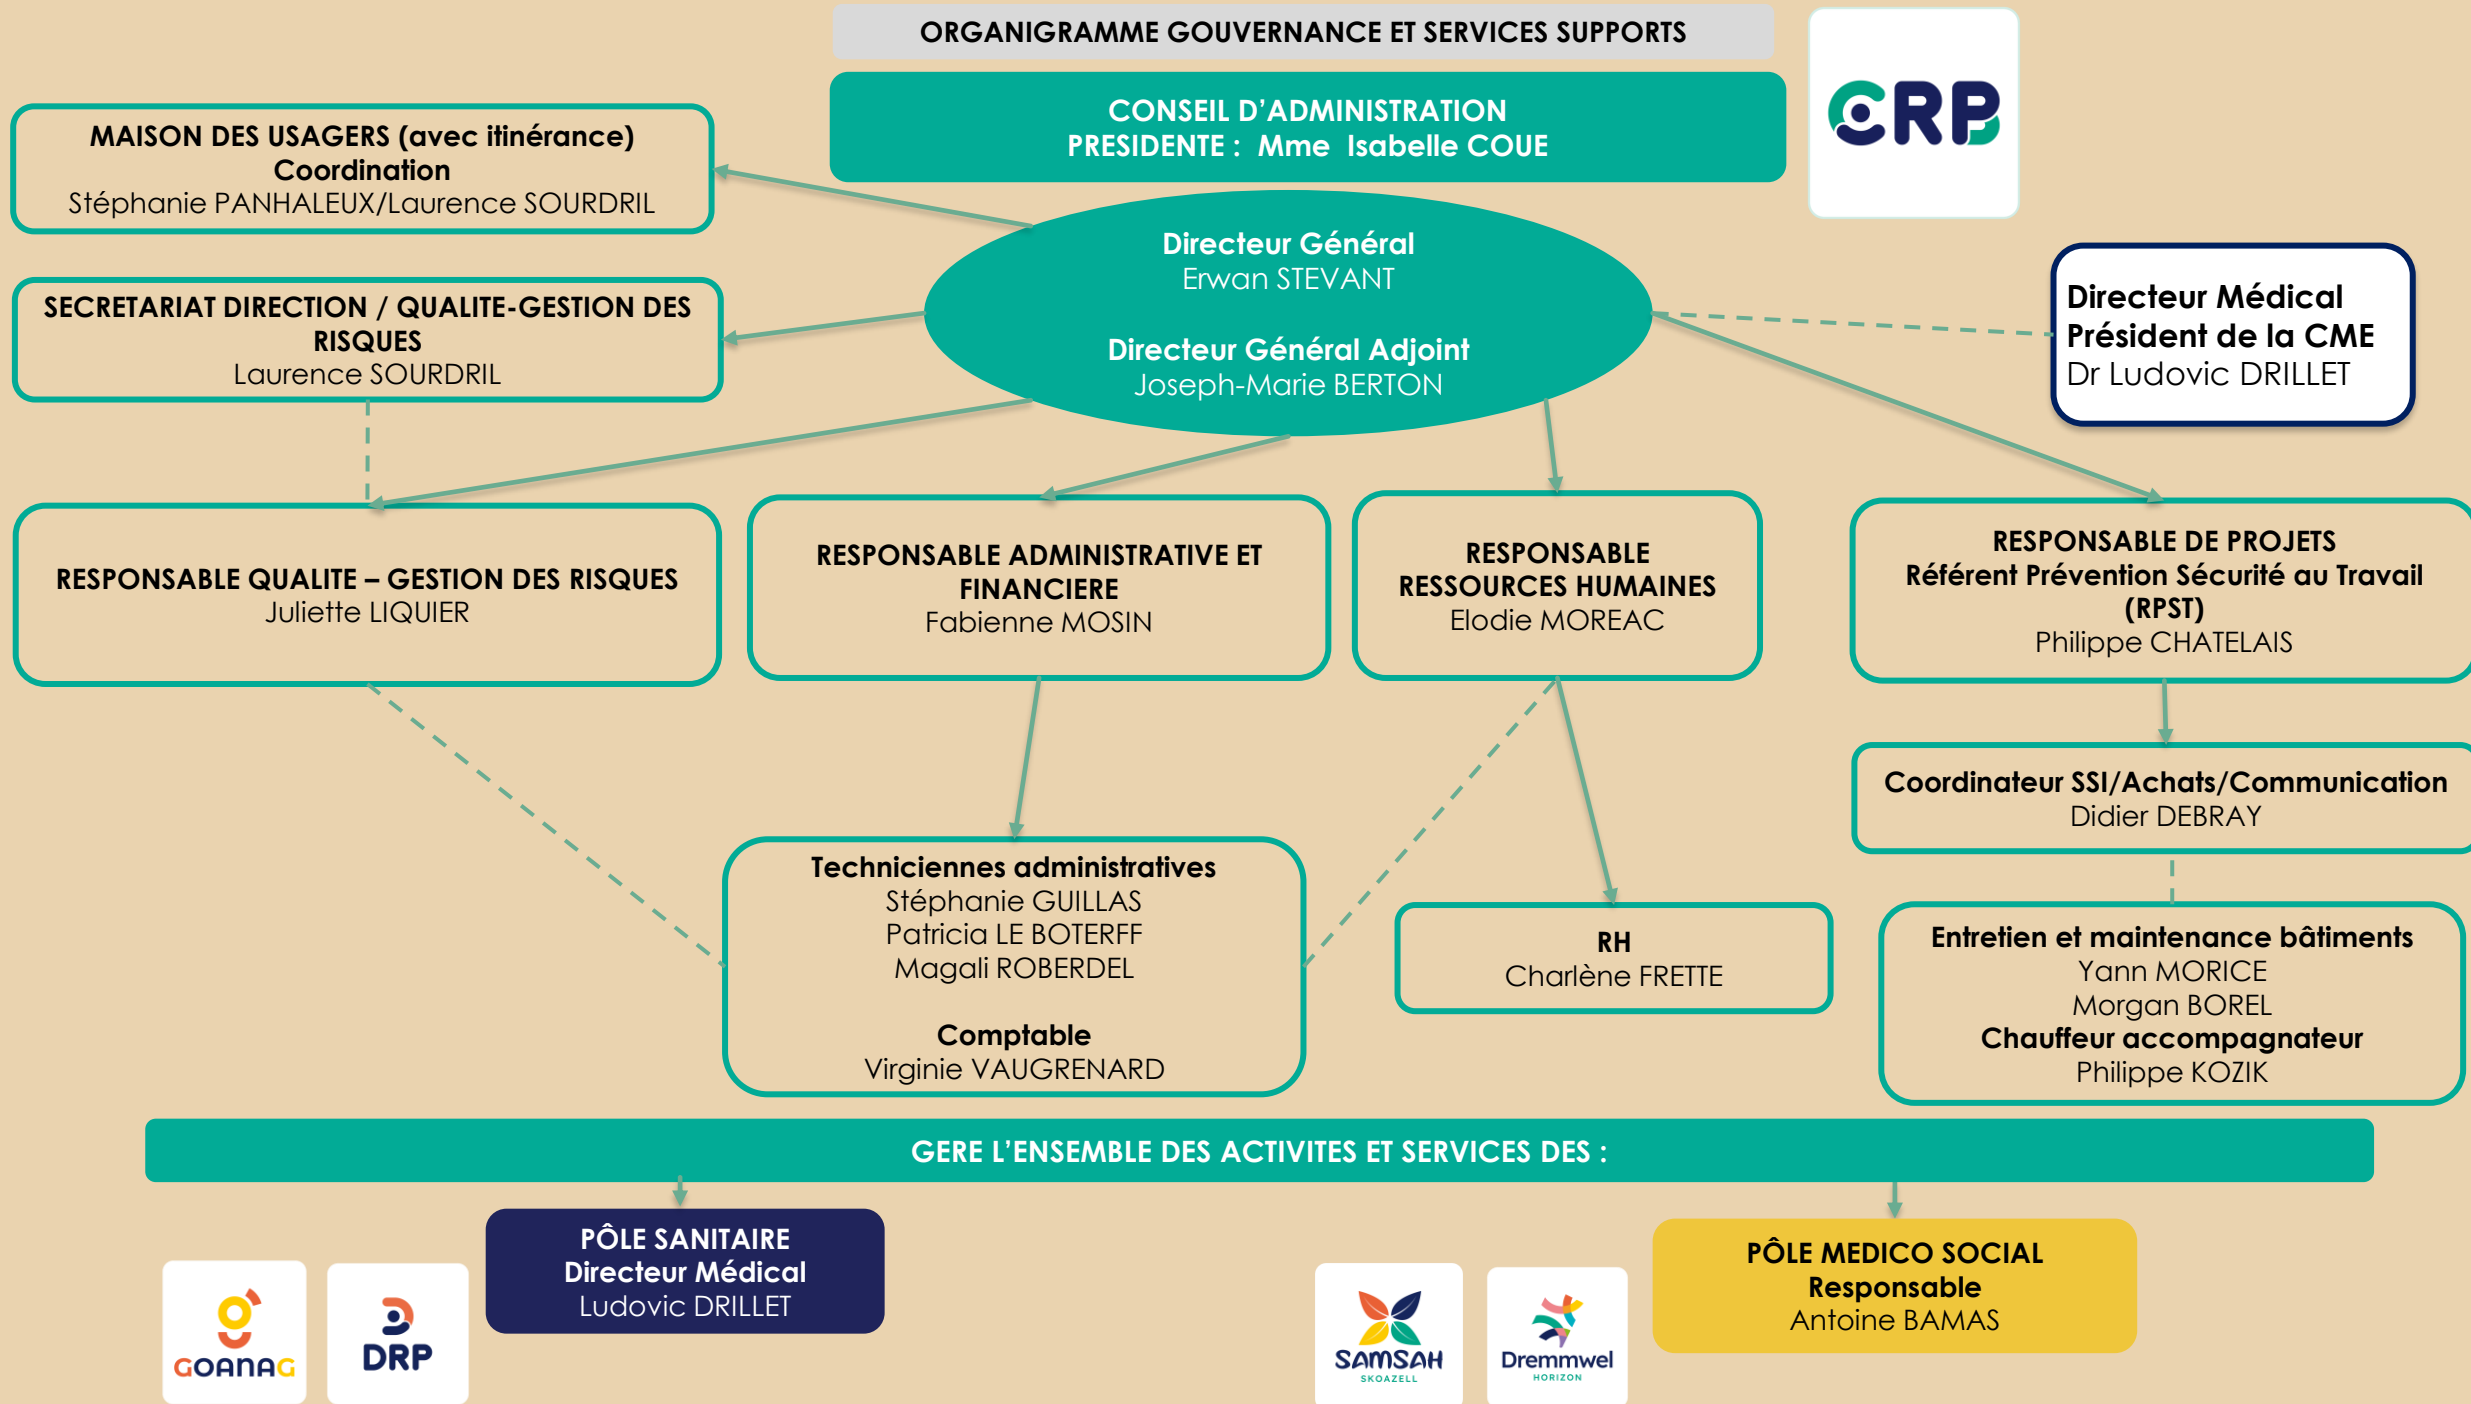 ORGANIGRAMME GOUVERNANCE ET SERVICES SUPPORTS
CONSEIL D’ADMINISTRATION
PRESIDENTE : Mme Isabelle COUE
CRP
MAISON DES USAGERS (avec itinérance)
Coordination
Stéphanie PANHALEUX/Laurence SOURDRIL
Directeur Général
Erwan STEVANT
Directeur Général Adjoint
Joseph-Marie BERTON
SECRETARIAT DIRECTION / QUALITE-GESTION DES
RISQUES
Laurence SOURDRIL
Directeur Médical
Président de la CME
Dr Ludovic DRILLET
RESPONSABLE QUALITE – GESTION DES RISQUES
Juliette LIQUIER
RESPONSABLE ADMINISTRATIVE ET
FINANCIERE
Fabienne MOSIN
RESPONSABLE
RESSOURCES HUMAINES
Elodie MOREAC
RESPONSABLE DE PROJETS
Référent Prévention Sécurité au Travail
(RPST)
Philippe CHATELAIS
Coordinateur SSI/Achats/Communication
Didier DEBRAY
Techniciennes administratives
Stéphanie GUILLAS
Patricia LE BOTERFF
Magali ROBERDEL
Comptable
Virginie VAUGRENARD
RH
Charlène FRETTE
Entretien et maintenance bâtiments
Yann MORICE
Morgan BOREL
Chauffeur accompagnateur
Philippe KOZIK
GERE L’ENSEMBLE DES ACTIVITES ET SERVICES DES :
GOANAG
DRP
PÔLE SANITAIRE
Directeur Médical
Ludovic DRILLET
SAMSAH
SKOAZELL
Dremmwel
HORIZON
PÔLE MEDICO SOCIAL
Responsable
Antoine BAMAS